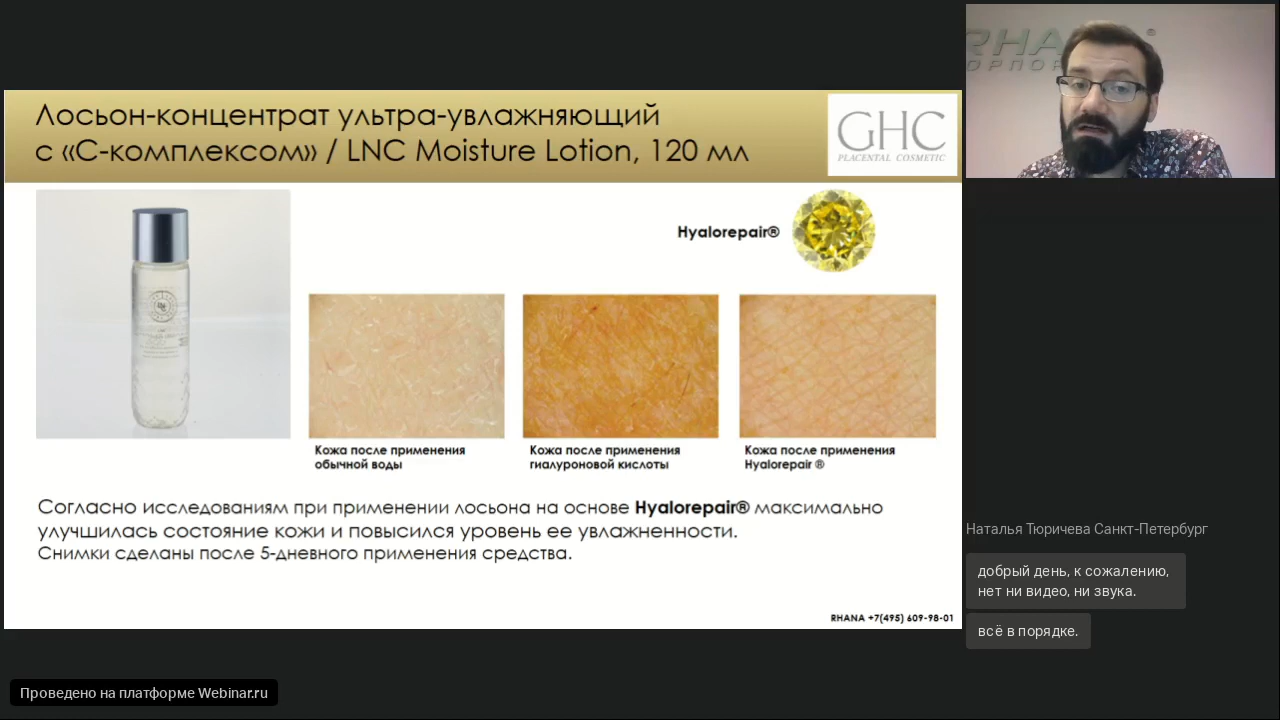 Лосьон-концентрат ультра-увлажняющий
с «С-комплексом» / LNC Moisture Lotion, 120 мл
GHC
PLACENTAL COSMETIC
Hyalorepair®
Кожа после применения
обычной воды
Кожа после применения
гиалуроновой кислоты
Кожа после применения
Hyalorepair ®
Согласно исследованиям при применении лосьона на основе Hyalorepair® максимально
улучшилась состояние кожи и повысился уровень ее увлажненности.
Снимки сделаны после 5-дневного применения средства.
RHANA +7(495) 609-98-01
Наталья Тюричева Санкт-Петербург
добрый день, к сожалению,
нет ни видео, ни звука.
всё в порядке.
Проведено на платформе Webinar.ru